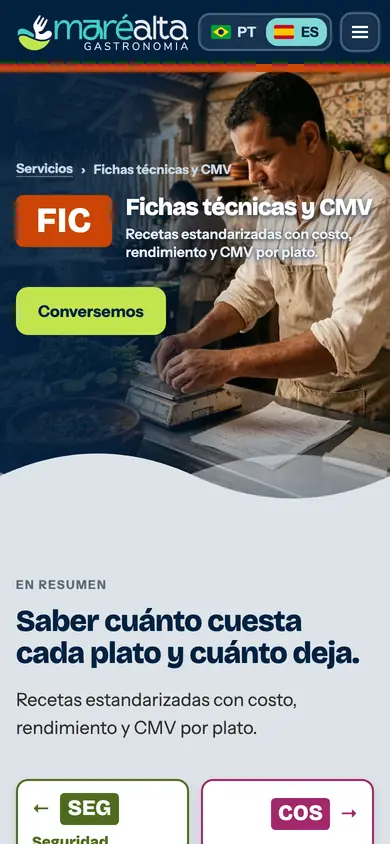 maréalta
GASTRONOMIA
PT
ES
Servicios › Fichas técnicas y CMV
FIC
Fichas técnicas y CMV
Recetas estandarizadas con costo,
rendimiento y CMV por plato.
Conversemos
EN RESUMEN
Saber cuánto cuesta
cada plato y cuánto deja.
Recetas estandarizadas con costo,
rendimiento y CMV por plato.
← SEG
COS →
Seguridad